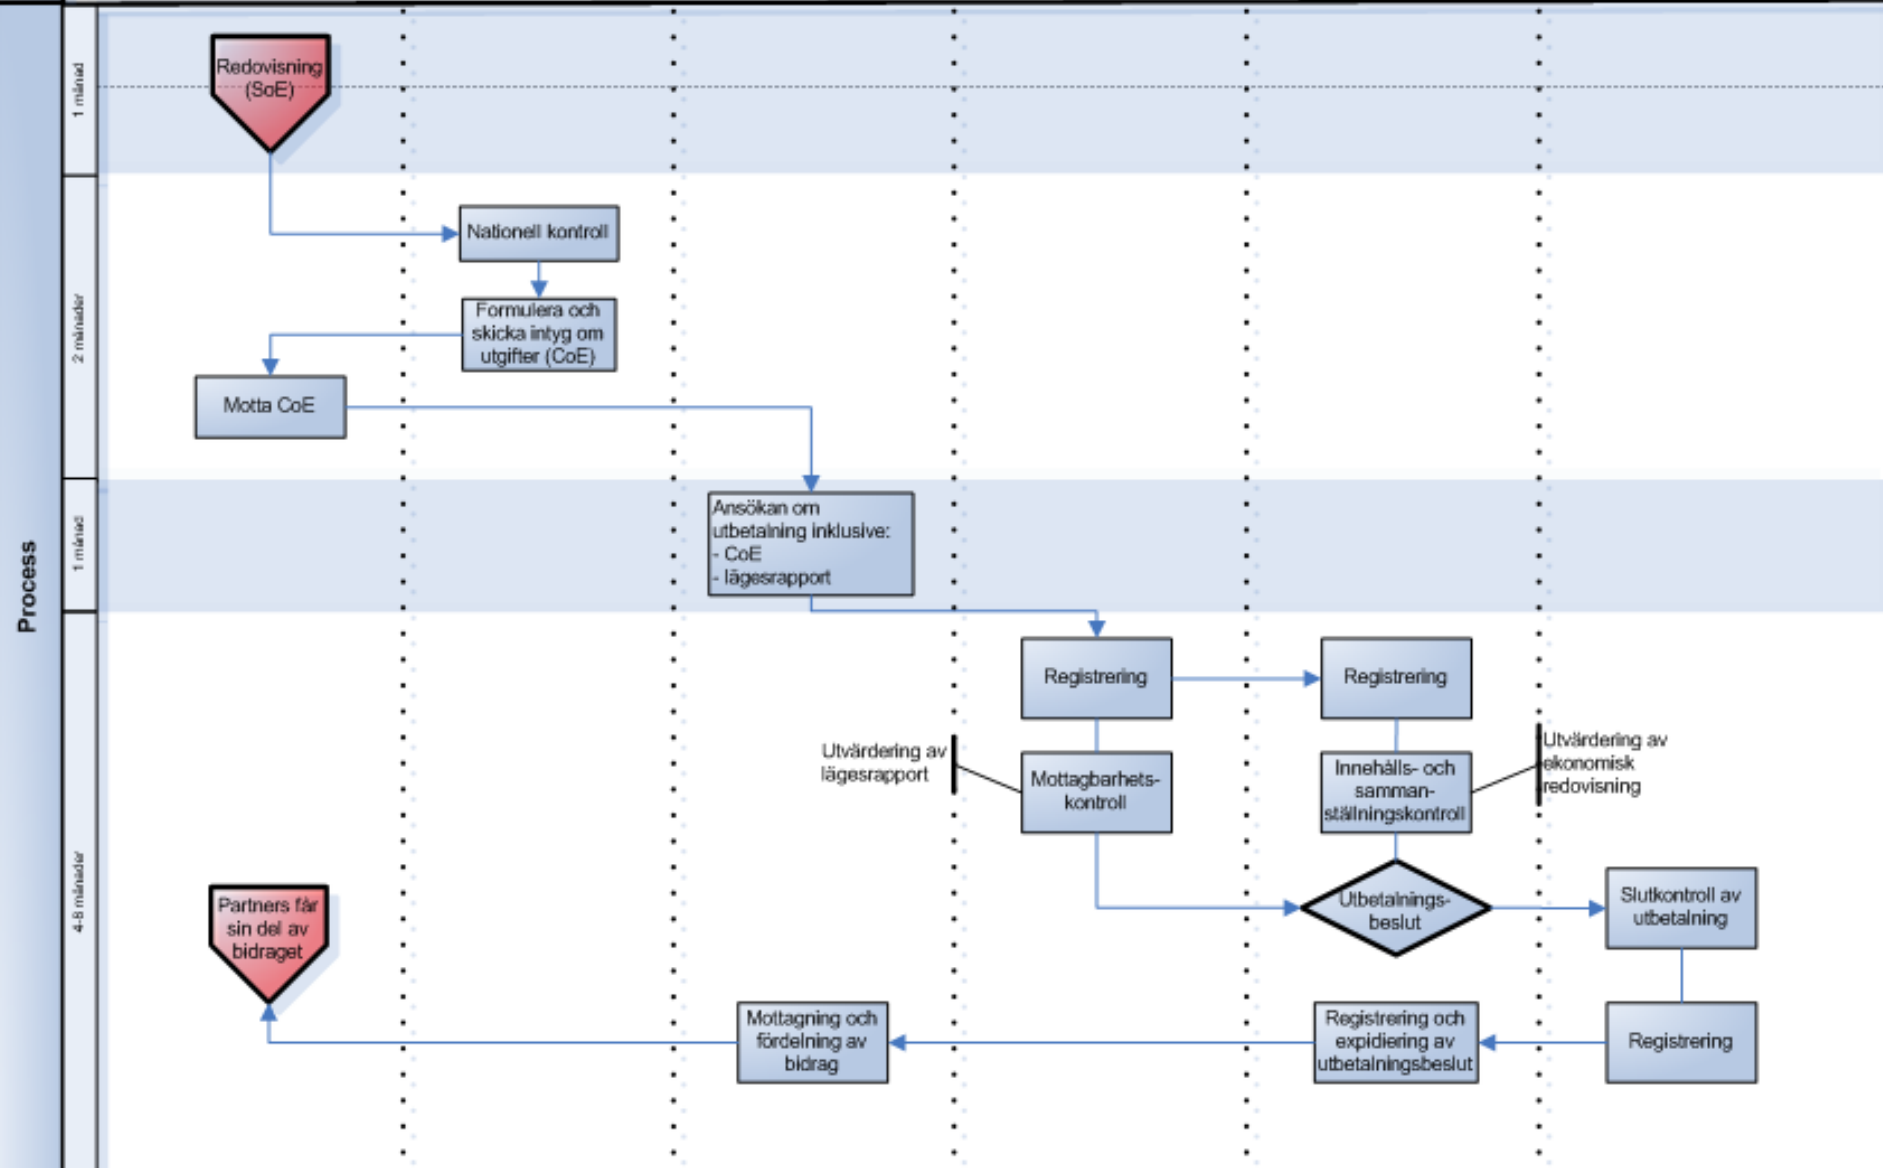 Process
1 månad
Redovisning
(SoE)
2 månader
Nationell kontroll
Formulera och
skicka intyg om
utgifter (CoE)
Motta CoE
1 månad
Ansökan om
utbetalning inklusive:
- CoE
- lägesrapport
4-8 månader
Registrering
Registrering
Utvärdering av
lägesrapport
Mottagbarhets-
kontroll
Innehålls- och
samman-
ställningskontroll
Utvärdering av
ekonomisk
redovisning
Utbetalnings-
beslut
Slutkontroll av
utbetalning
Partners får
sin del av
bidraget
Mottagning och
fördelning av
bidrag
Registrering och
expidiering av
utbetalningsbeslut
Registrering